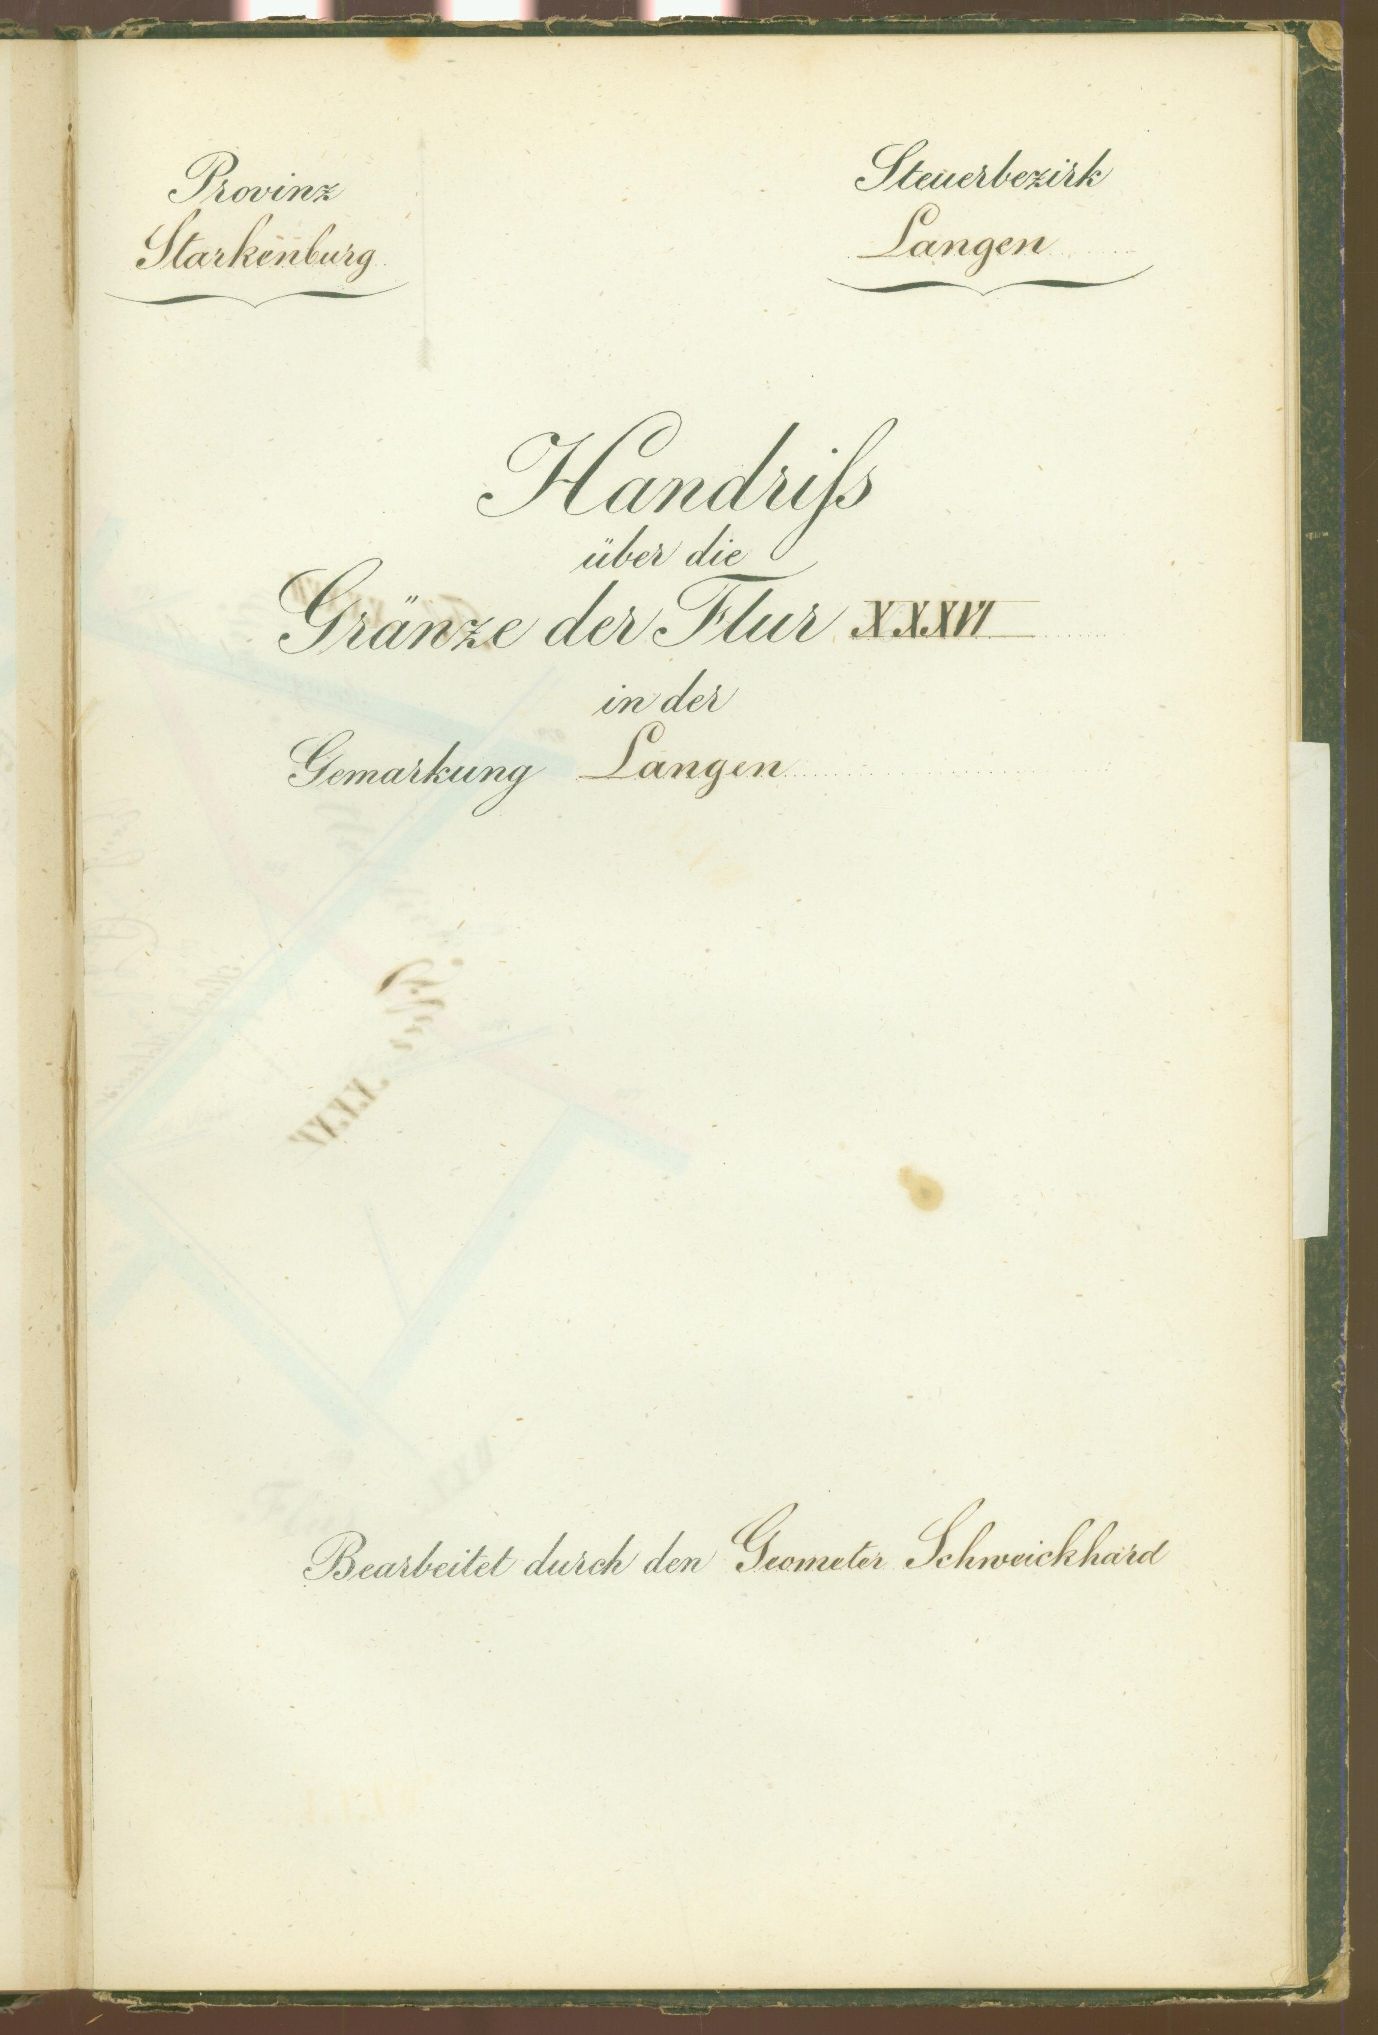 Provinz
Starkenburg
Steuerbezirk
Langen
Handriſs
über die
Gränze der Flur XXXVI
in der
Gemarkung Langen
Bearbeitet durch den Geometer Schweickhard